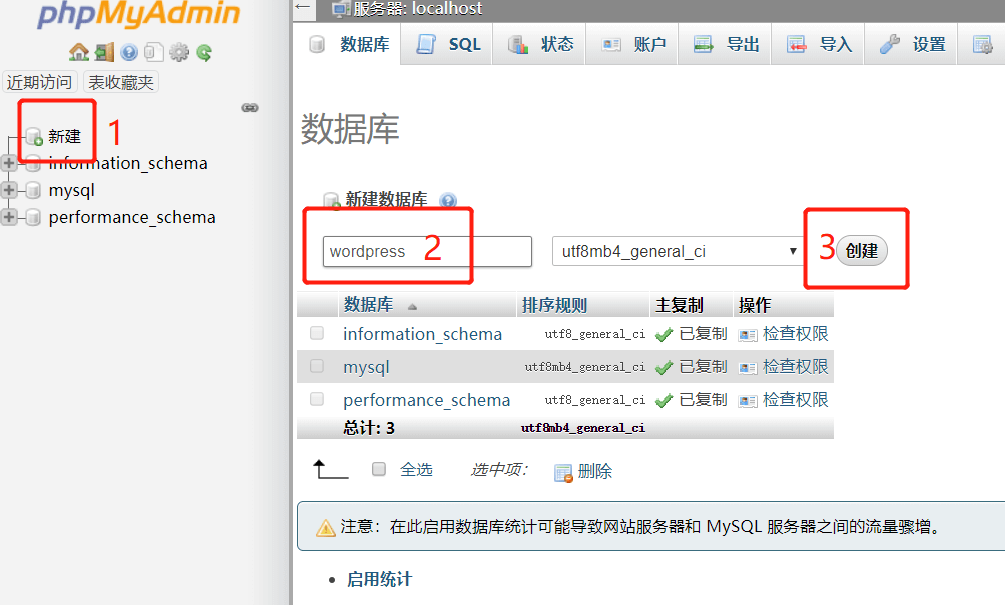 phpMyAdmin
近期访问 表收藏夹
新建 1
information_schema
mysql
performance_schema
服务器: localhost
数据库 SQL 状态 账户 导出 导入 设置
数据库
新建数据库
wordpress 2 utf8mb4_general_ci 3 创建
数据库 排序规则 主复制 操作
information_schema utf8_general_ci 已复制 检查权限
mysql utf8mb4_general_ci 已复制 检查权限
performance_schema utf8_general_ci 已复制 检查权限
总计: 3 utf8mb4_general_ci
全选 选中项: 删除
注意：在此启用数据库统计可能导致网站服务器和 MySQL 服务器之间的流量骤增。
• 启用统计